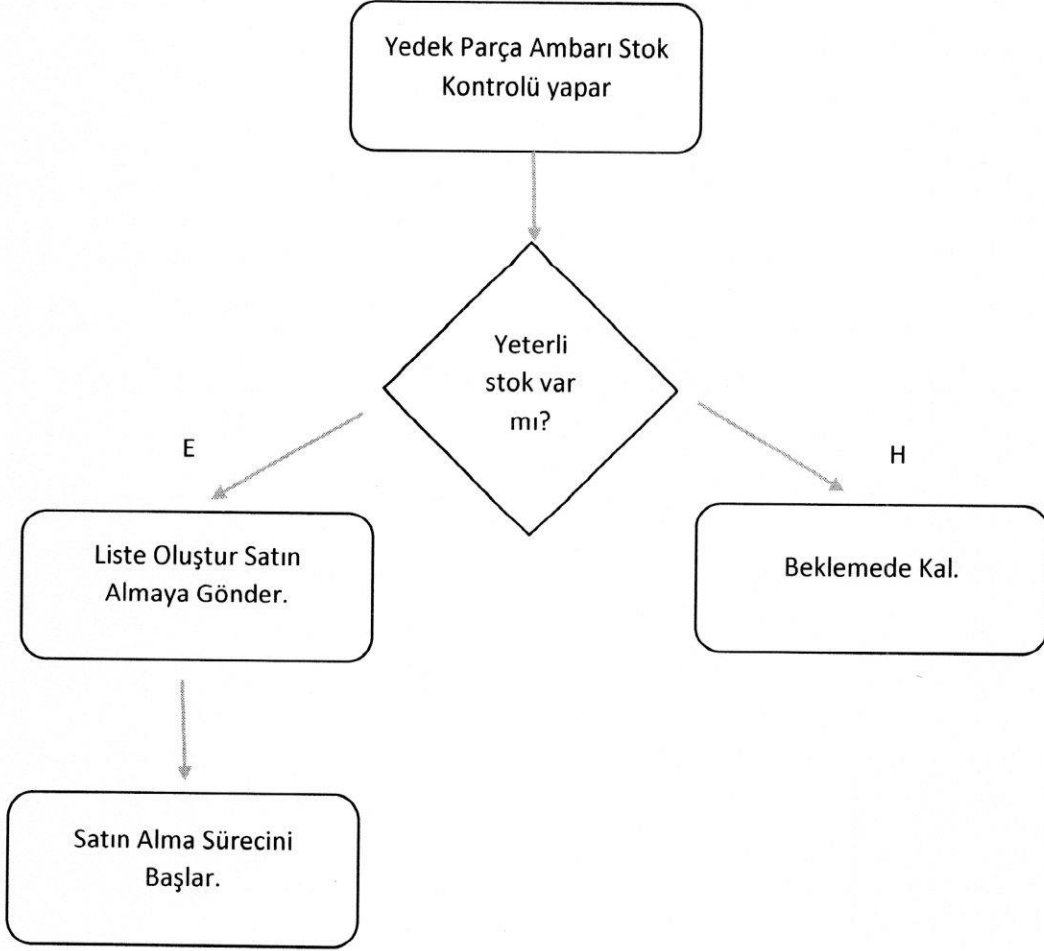 Yedek Parça Ambarı Stok
Kontrolü yapar
Yeterli
stok var
mı?
E
H
Liste Oluştur Satın
Almaya Gönder.
Beklemede Kal.
Satın Alma Sürecini
Başlar.